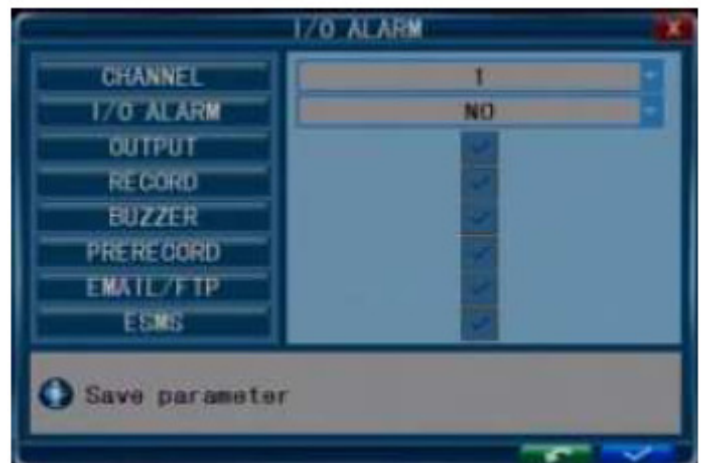 I/O ALARM
CHANNEL 1
I/O ALARM NO
OUTPUT
RECORD
BUZZER
PRERECORD
EMAIL/FTP
ESMS
Save parameter